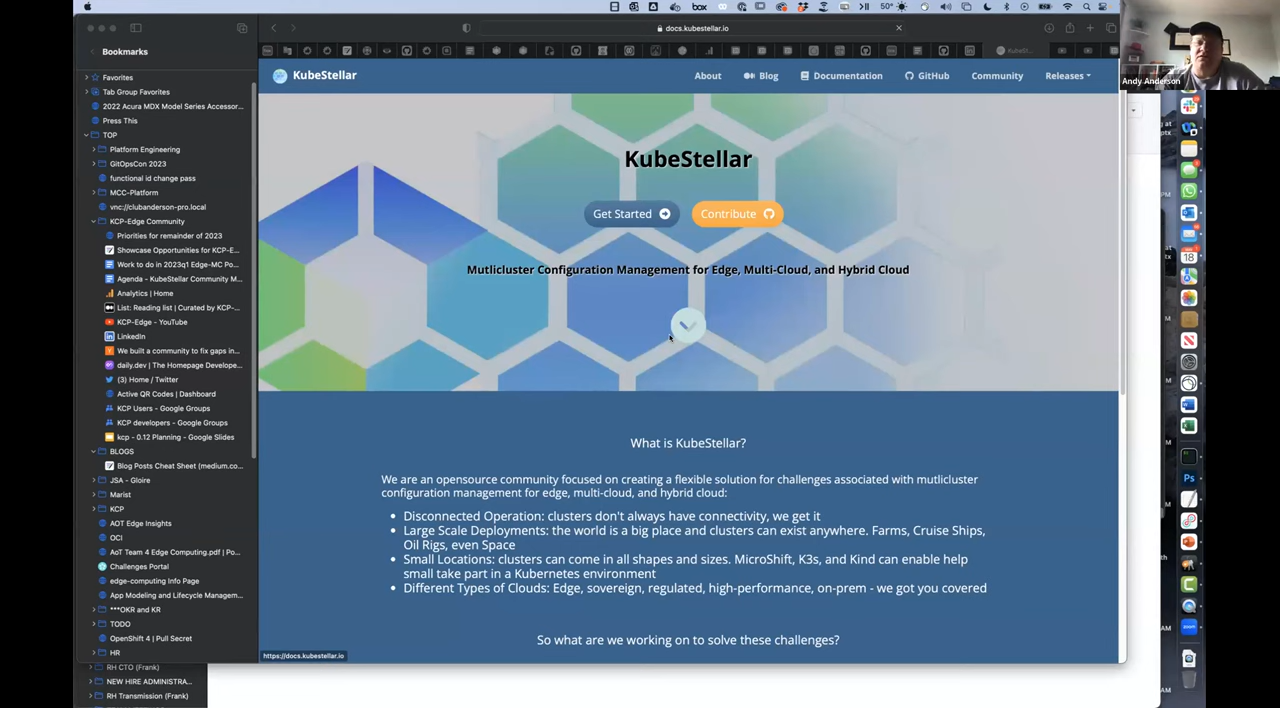 box
50°
Bookmarks
docs.kubestellar.io
KubeSt...
Andy Anderson
Favorites
Tab Group Favorites
2022 Acura MDX Model Series Accessor...
Press This
TOP
Platform Engineering
GitOpsCon 2023
functional id change pass
MCC-Platform
vnc://clubanderson-pro.local
KCP-Edge Community
Priorities for remainder of 2023
Showcase Opportunities for KCP-E...
Work to do in 2023q1 Edge-MC Po...
Agenda - KubeStellar Community M...
Analytics | Home
List: Reading list | Curated by KCP-...
KCP-Edge - YouTube
LinkedIn
We built a community to fix gaps in...
daily.dev | The Homepage Develope...
(3) Home / Twitter
Active QR Codes | Dashboard
KCP Users - Google Groups
KCP developers - Google Groups
kcp - 0.12 Planning - Google Slides
BLOGS
Blog Posts Cheat Sheet (medium.co...
JSA - Gloire
Marist
KCP
AOT Edge Insights
OCI
AoT Team 4 Edge Computing.pdf | Po...
Challenges Portal
edge-computing Info Page
App Modeling and Lifecycle Managem...
***OKR and KR
TODO
OpenShift 4 | Pull Secret
HR
RH CTO (Frank)
NEW HIRE ADMINISTRA...
RH Transmission (Frank)
KubeStellar
About
Blog
Documentation
GitHub
Community
Releases
KubeStellar
Get Started
Contribute
Mutlicluster Configuration Management for Edge, Multi-Cloud, and Hybrid Cloud
What is KubeStellar?
We are an opensource community focused on creating a flexible solution for challenges associated with mutlicluster
configuration management for edge, multi-cloud, and hybrid cloud:
Disconnected Operation: clusters don't always have connectivity, we get it
Large Scale Deployments: the world is a big place and clusters can exist anywhere. Farms, Cruise Ships,
Oil Rigs, even Space
Small Locations: clusters can come in all shapes and sizes. MicroShift, K3s, and Kind can enable help
small take part in a Kubernetes environment
Different Types of Clouds: Edge, sovereign, regulated, high-performance, on-prem - we got you covered
So what are we working on to solve these challenges?
https://docs.kubestellar.io
18
Ps
zoom